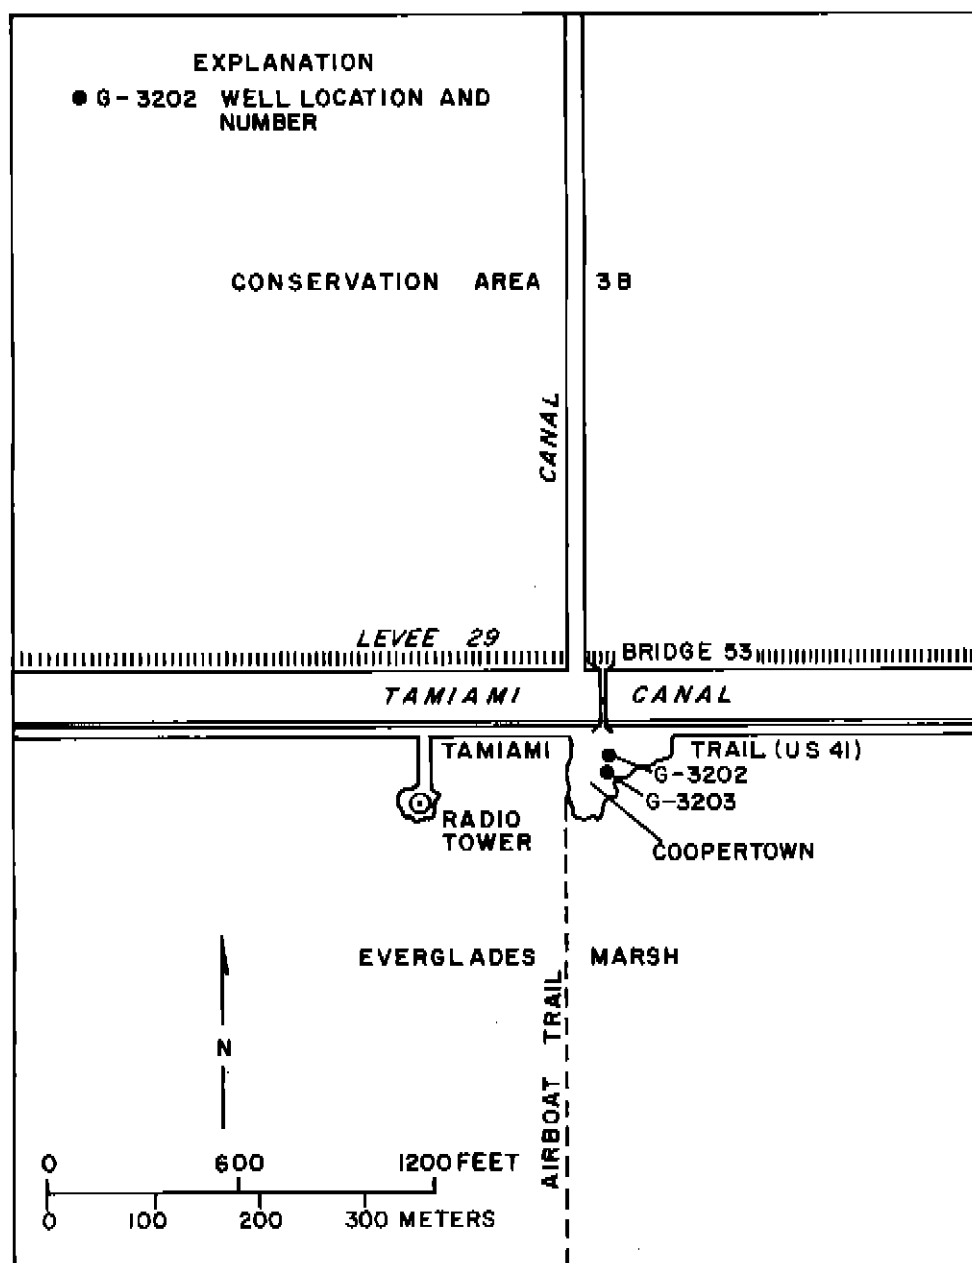 EXPLANATION
● G-3202 WELL LOCATION AND
NUMBER
CONSERVATION AREA 3B
CANAL
LEVEE 29
BRIDGE 53
TAMIAMI CANAL
TAMIAMI TRAIL (US 41)
G-3202
G-3203
RADIO
TOWER
COOPERTOWN
EVERGLADES MARSH
AIRBOAT TRAIL
N
0 600 1200 FEET
0 100 200 300 METERS